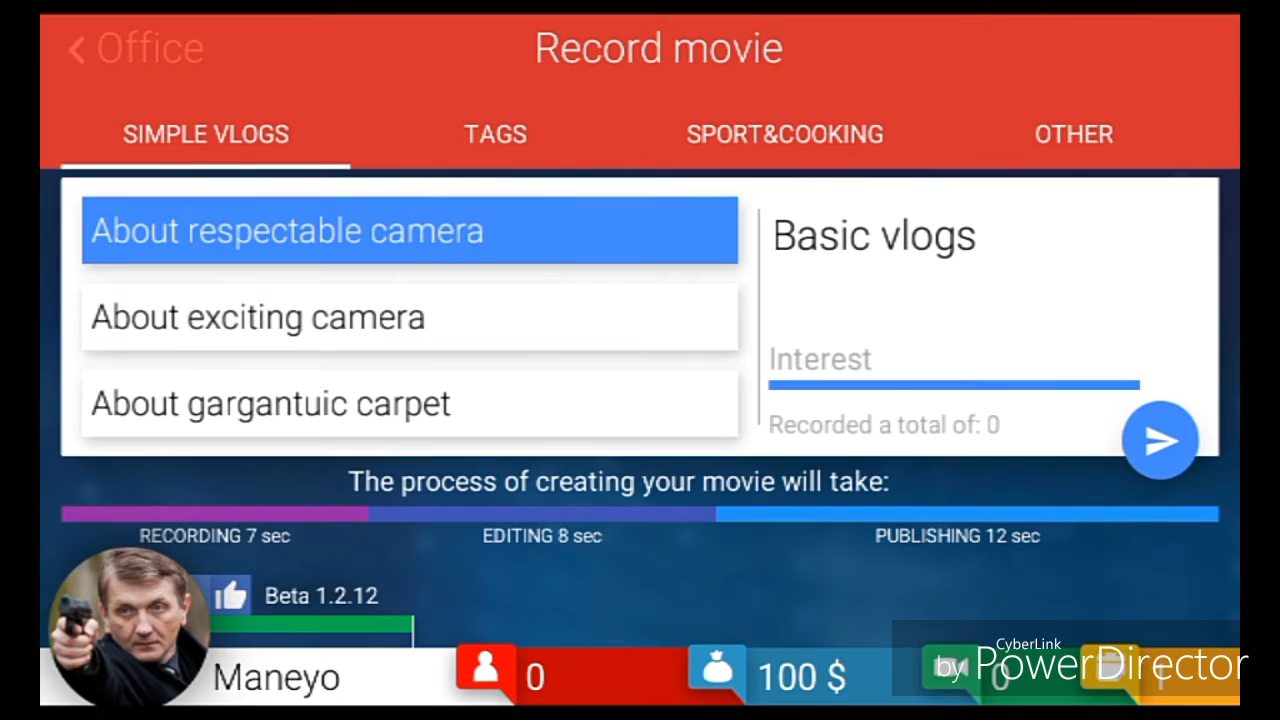 Office
Record movie
SIMPLE VLOGS
TAGS
SPORT&COOKING
OTHER
About respectable camera
About exciting camera
About gargantuic carpet
Basic vlogs
Interest
Recorded a total of: 0
The process of creating your movie will take:
RECORDING 7 sec
EDITING 8 sec
PUBLISHING 12 sec
Beta 1.2.12
Maneyo
0
100 $
0
1
CyberLink
by PowerDirector